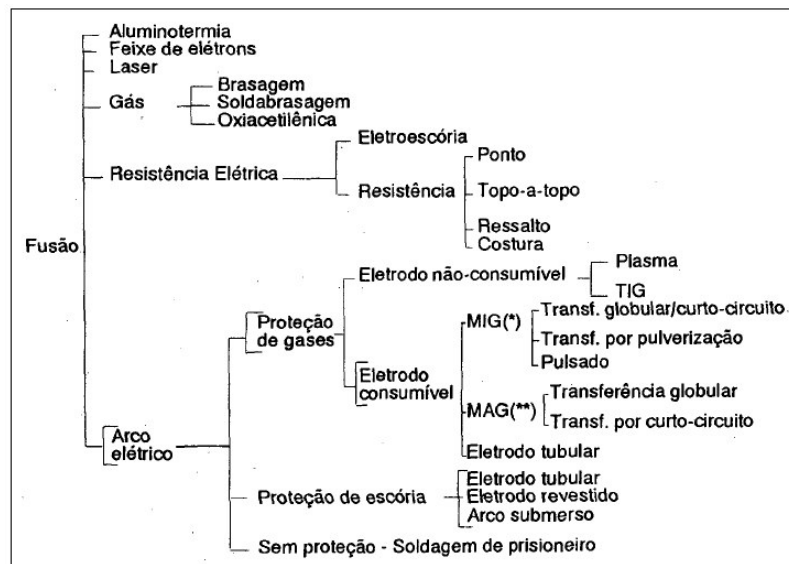 Aluminotermia
Feixe de elétrons
Laser
Gás
Brasagem
Soldabrasagem
Oxiacetilênica
Resistência Elétrica
Eletroescória
Resistência
Ponto
Topo-a-topo
Ressalto
Costura
Fusão
Arco
elétrico
Proteção
de gases
Eletrodo não-consumível
Plasma
TIG
Eletrodo
consumível
MIG(*)
Transf. globular/curto-circuito
Transf. por pulverização
Pulsado
MAG(**)
Transferência globular
Transf. por curto-circuito
Eletrodo tubular
Proteção de escória
Eletrodo tubular
Eletrodo revestido
Arco submerso
Sem proteção - Soldagem de prisioneiro